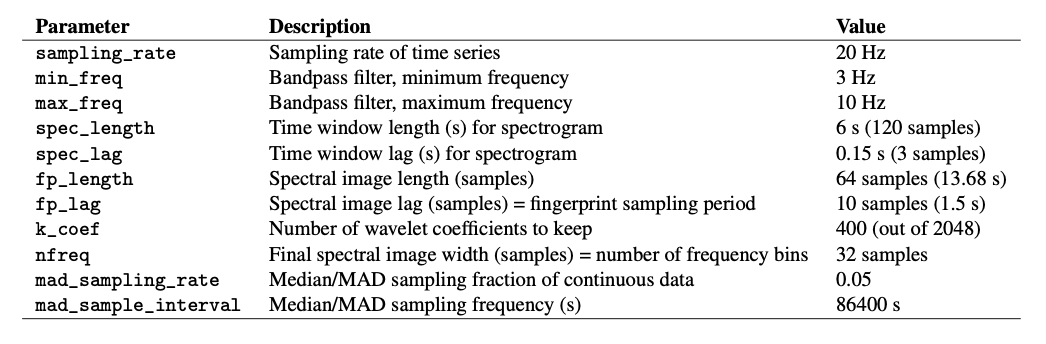 Parameter Description Value
sampling_rate Sampling rate of time series 20 Hz
min_freq Bandpass filter, minimum frequency 3 Hz
max_freq Bandpass filter, maximum frequency 10 Hz
spec_length Time window length (s) for spectrogram 6 s (120 samples)
spec_lag Time window lag (s) for spectrogram 0.15 s (3 samples)
fp_length Spectral image length (samples) 64 samples (13.68 s)
fp_lag Spectral image lag (samples) = fingerprint sampling period 10 samples (1.5 s)
k_coef Number of wavelet coefficients to keep 400 (out of 2048)
nfreq Final spectral image width (samples) = number of frequency bins 32 samples
mad_sampling_rate Median/MAD sampling fraction of continuous data 0.05
mad_sample_interval Median/MAD sampling frequency (s) 86400 s